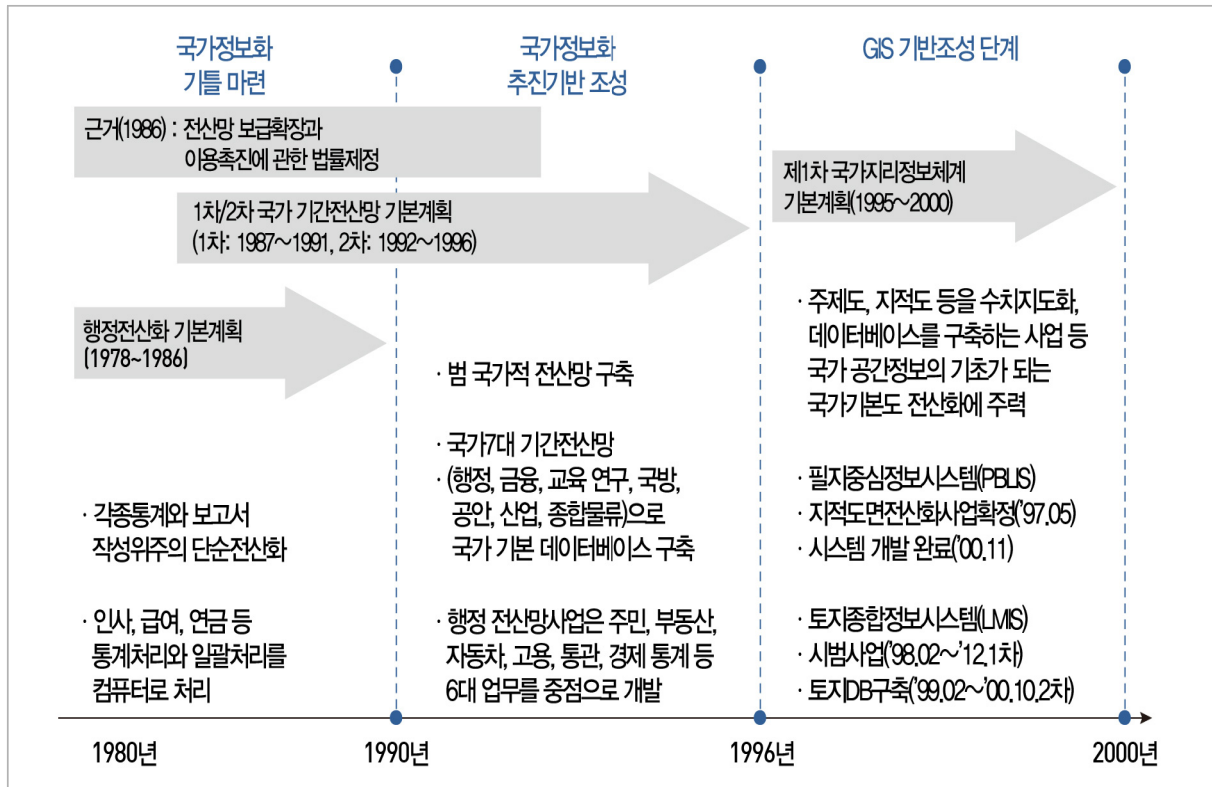 국가정보화
기틀 마련
국가정보화
추진기반 조성
GIS 기반조성 단계
근거(1986) : 전산망 보급확장과
이용촉진에 관한 법률제정
1차/2차 국가 기간전산망 기본계획
(1차: 1987~1991, 2차: 1992~1996)
제1차 국가지리정보체계
기본계획(1995~2000)
행정전산화 기본계획
(1978~1986)
· 각종통계와 보고서
작성위주의 단순전산화
· 인사, 급여, 연금 등
통계처리와 일괄처리를
컴퓨터로 처리
· 범 국가적 전산망 구축
· 국가7대 기간전산망
· (행정, 금융, 교육 연구, 국방,
공안, 산업, 종합물류)으로
국가 기본 데이터베이스 구축
· 행정 전산망사업은 주민, 부동산,
자동차, 고용, 통관, 경제 통계 등
6대 업무를 중점으로 개발
· 주제도, 지적도 등을 수치지도화,
데이터베이스를 구축하는 사업 등
국가 공간정보의 기초가 되는
국가기본도 전산화에 주력
· 필지중심정보시스템(PBLIS)
· 지적도면전산화사업확정('97.05)
· 시스템 개발 완료('00.11)
· 토지종합정보시스템(LMIS)
· 시범사업('98.02~'12.1차)
· 토지DB구축('99.02~'00.10.2차)
1980년
1990년
1996년
2000년